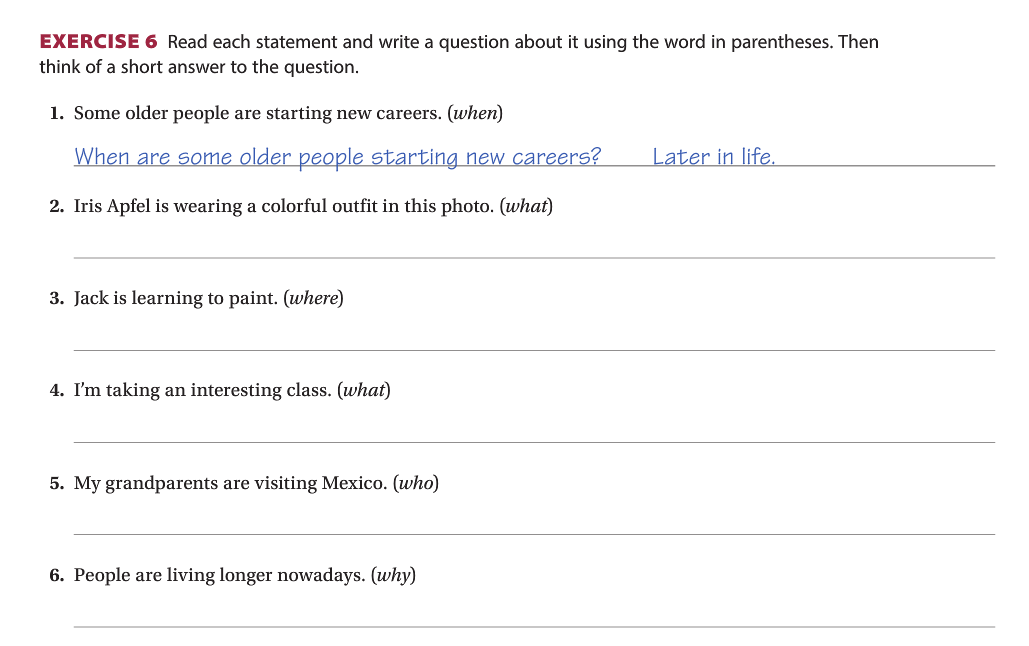 EXERCISE 6 Read each statement and write a question about it using the word in parentheses. Then
think of a short answer to the question.
1. Some older people are starting new careers. (when)
When are some older people starting new careers? Later in life.
2. Iris Apfel is wearing a colorful outfit in this photo. (what)
3. Jack is learning to paint. (where)
4. I'm taking an interesting class. (what)
5. My grandparents are visiting Mexico. (who)
6. People are living longer nowadays. (why)